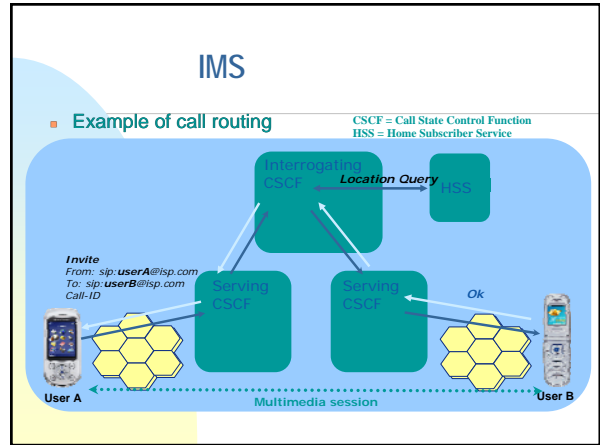 IMS
Example of call routing
CSCF = Call State Control Function
HSS = Home Subscriber Service
Interrogating
CSCF
Location Query
HSS
Invite
From: sip:userA@isp.com
To: sip:userB@isp.com
Call-ID
Serving
CSCF
Serving
CSCF
Ok
User A
User B
Multimedia session